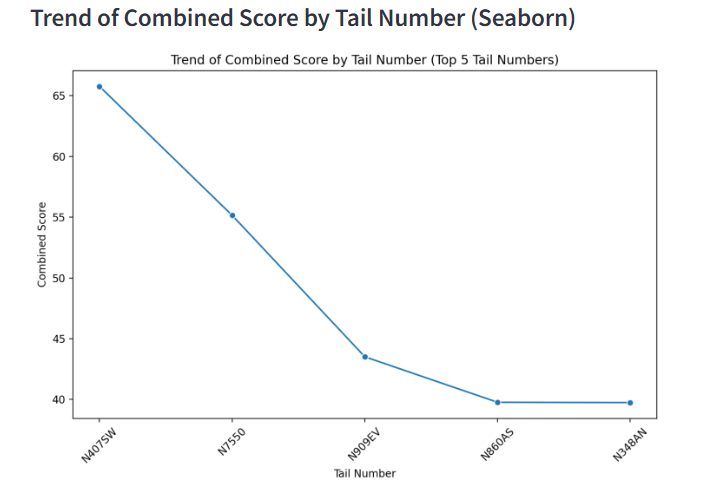 Trend of Combined Score by Tail Number (Seaborn)
Trend of Combined Score by Tail Number (Top 5 Tail Numbers)
Combined Score
65
60
55
50
45
40
N407SW
N7550
N909EV
N860AS
N348AN
Tail Number